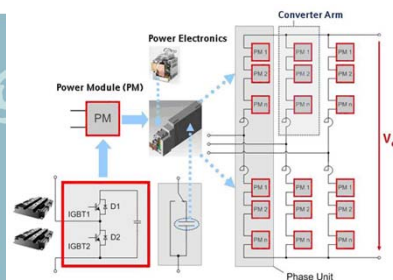 Converter Arm
Power Electronics
Power Module (PM)
PM
IGBT1
D1
IGBT2
D2
PM 1
PM 1
PM 1
PM 2
PM 2
PM 2
PM n
PM n
PM n
PM 1
PM 1
PM 1
PM 2
PM 2
PM 2
PM n
PM n
PM n
Phase Unit